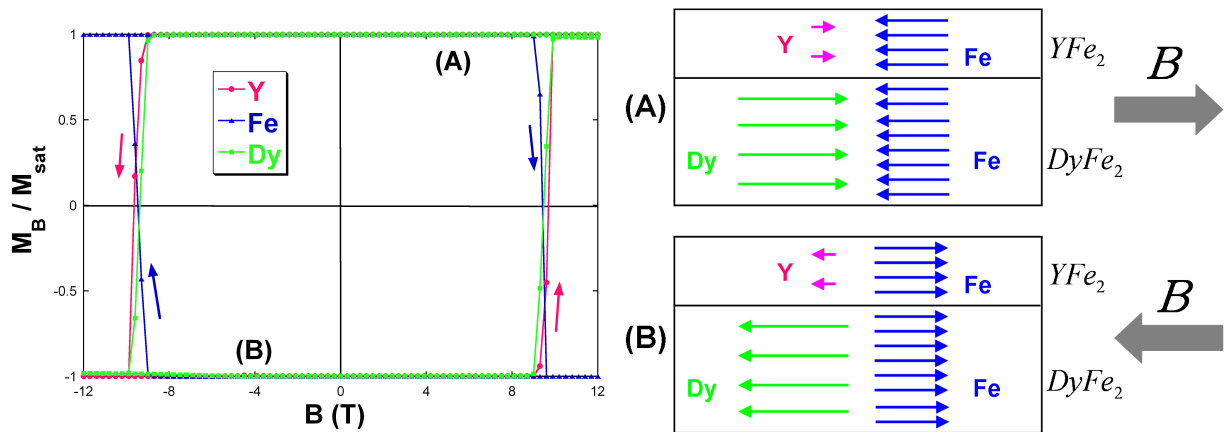 M_B / M_sat
1
0.5
0
-0.5
-1
-12
-8
-4
0
4
8
12
B (T)
(A)
(B)
Y
Fe
Dy
(A)
Y
Fe
YFe₂
Dy
Fe
DyFe₂
B
(B)
Y
Fe
YFe₂
Dy
Fe
DyFe₂
B